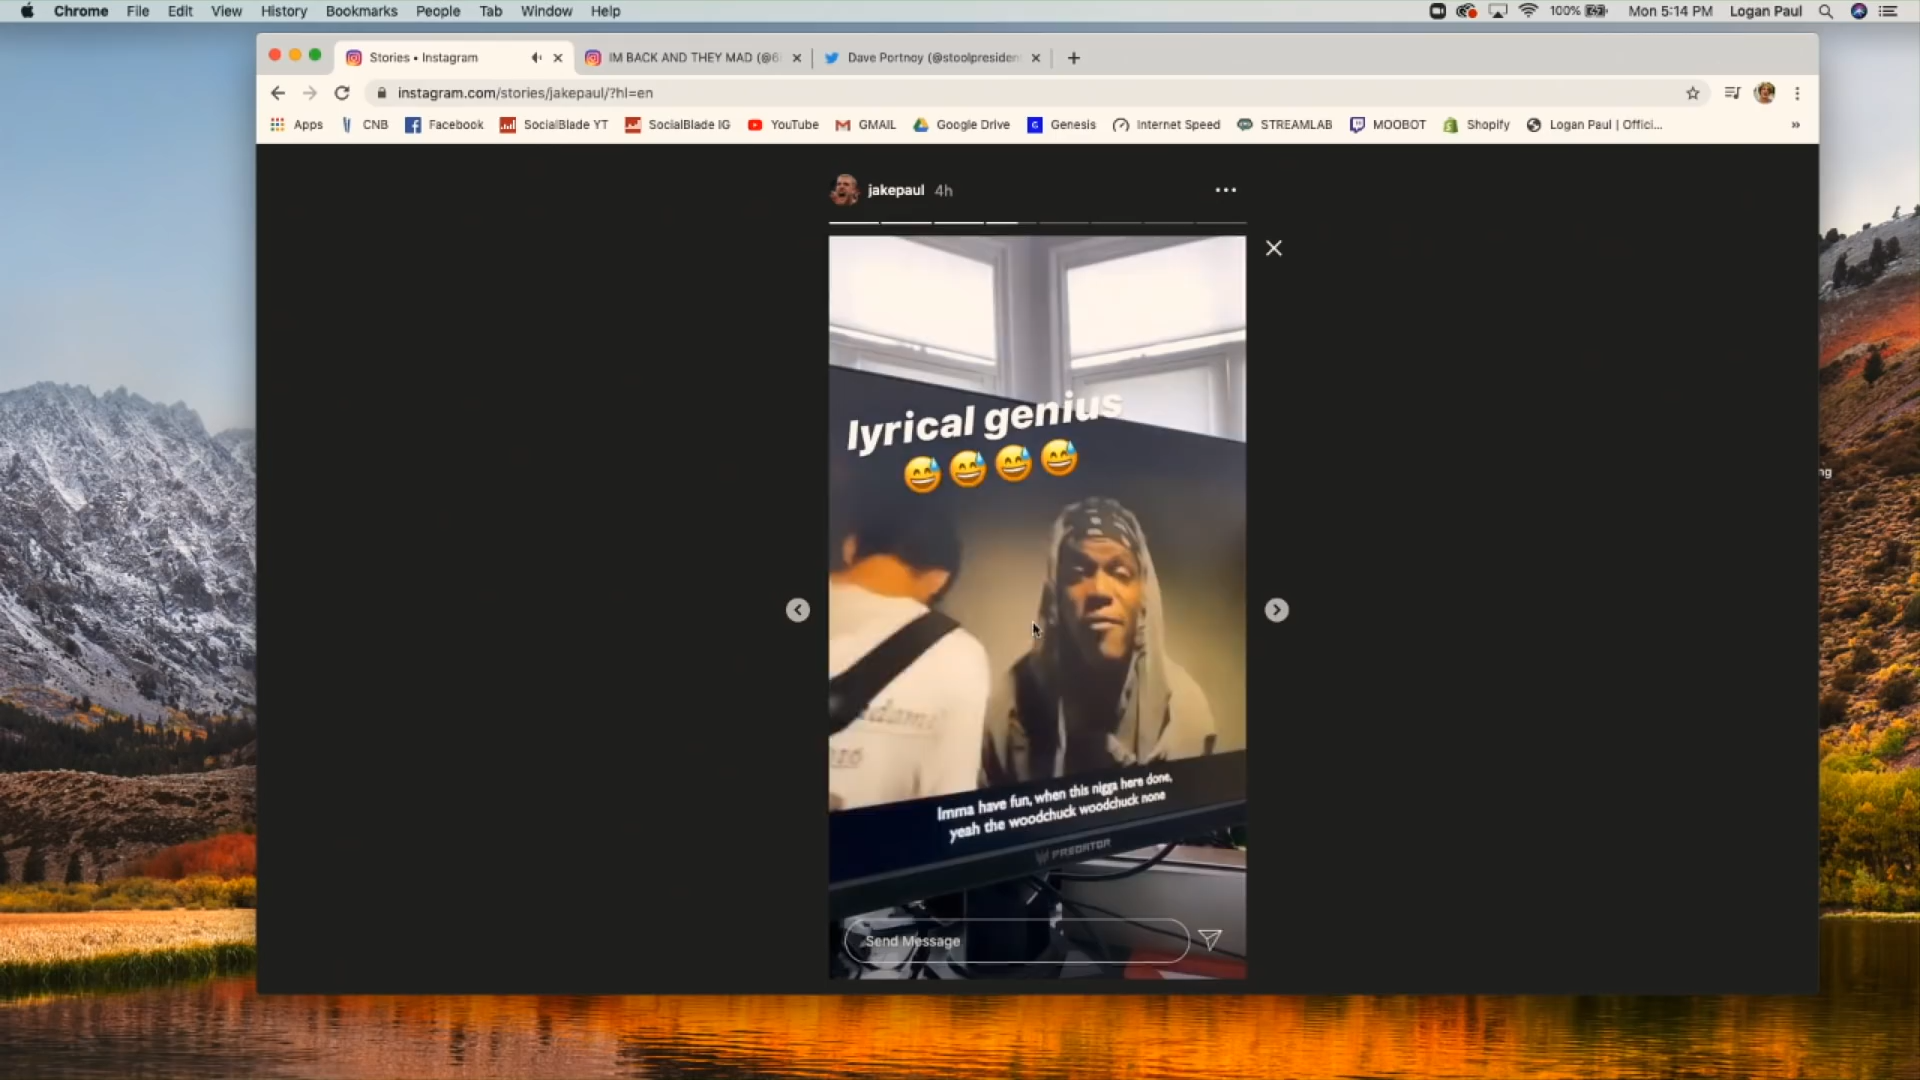 Chrome File Edit View History Bookmarks People Tab Window Help
100% Mon 5:14 PM Logan Paul
Stories • Instagram
IM BACK AND THEY MAD (@6
Dave Portnoy (@stoolpresiden
instagram.com/stories/jakepaul/?hl=en
Apps CNB Facebook SocialBlade YT SocialBlade IG YouTube GMAIL Google Drive Genesis Internet Speed STREAMLAB MOOBOT Shopify Logan Paul | Offici...
jakepaul 4h
lyrical genius
ng
Imma have fun, when this nigga here done,
yeah the woodchuck woodchuck none
PREDATOR
Send Message